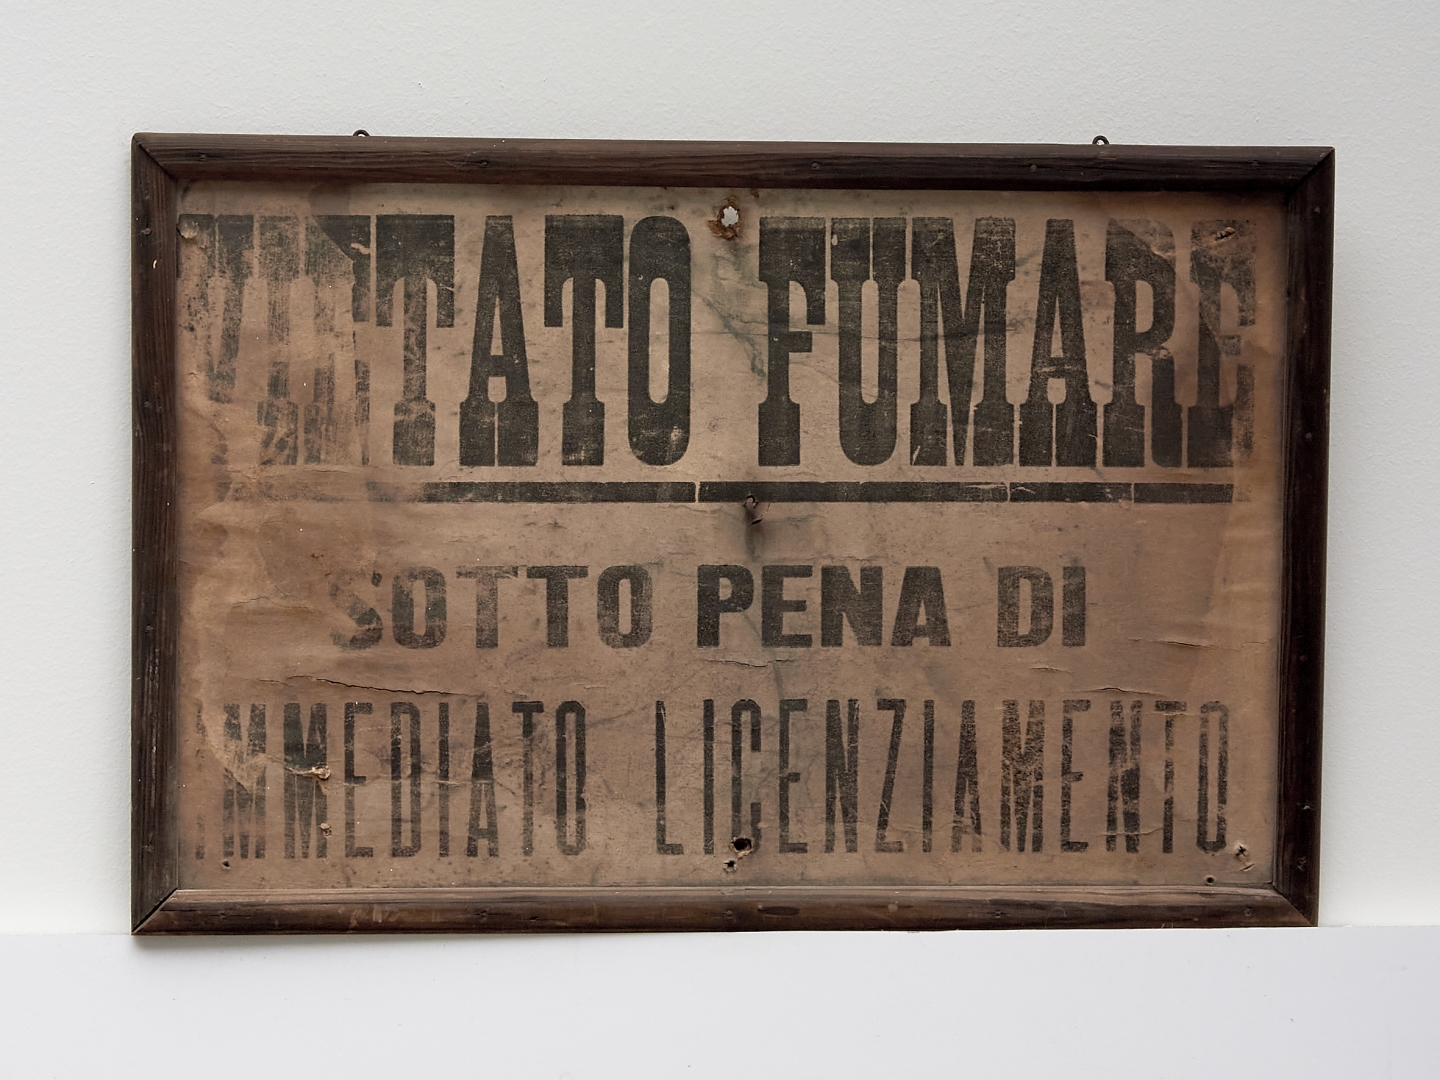 VIETATO FUMARE
SOTTO PENA DI
IMMEDIATO LICENZIAMENTO